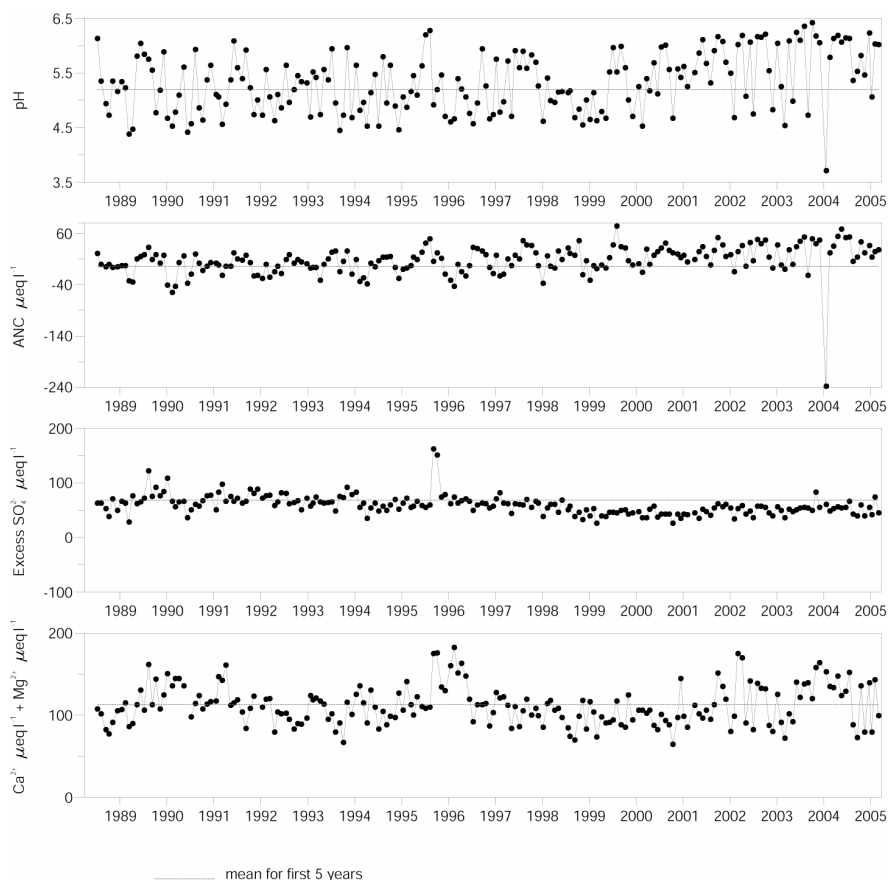 6.5
5.5
4.5
3.5
pH
1989 1990 1991 1992 1993 1994 1995 1996 1997 1998 1999 2000 2001 2002 2003 2004 2005
60
-40
-140
-240
ANC µeql⁻¹
1989 1990 1991 1992 1993 1994 1995 1996 1997 1998 1999 2000 2001 2002 2003 2004 2005
200
100
0
-100
Excess SO₄²⁻ µeql⁻¹
1989 1990 1991 1992 1993 1994 1995 1996 1997 1998 1999 2000 2001 2002 2003 2004 2005
200
100
0
Ca²⁺ µeql⁻¹ + Mg²⁺ µeql⁻¹
1989 1990 1991 1992 1993 1994 1995 1996 1997 1998 1999 2000 2001 2002 2003 2004 2005
mean for first 5 years